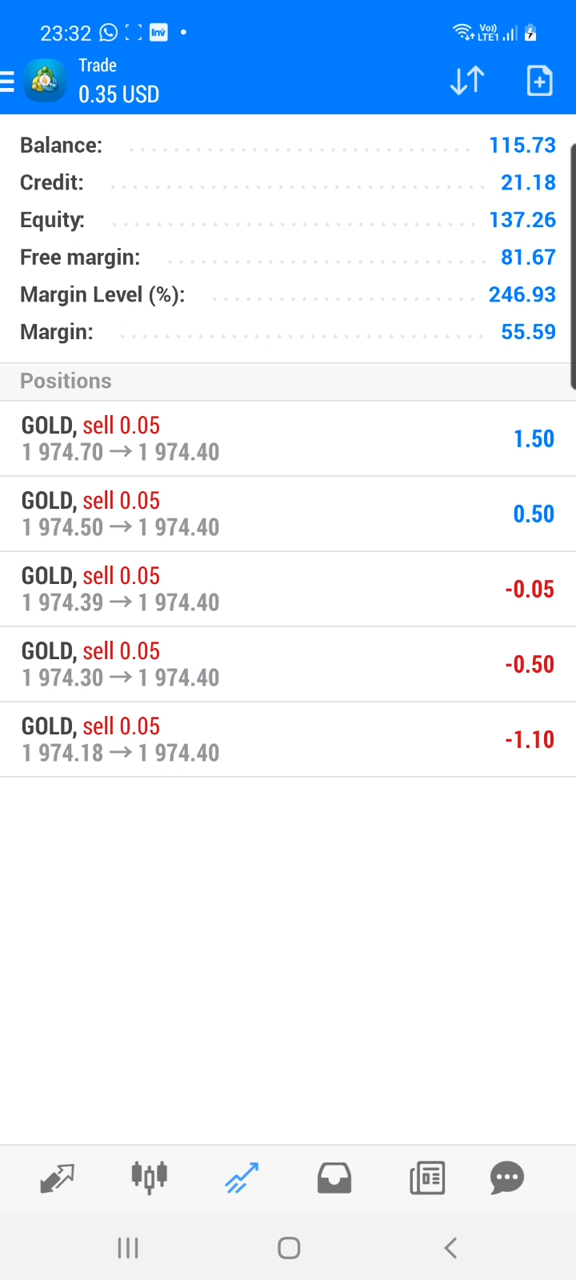 23:32
Inv
Vo)) LTE1
Trade
0.35 USD
Balance: 115.73
Credit: 21.18
Equity: 137.26
Free margin: 81.67
Margin Level (%): 246.93
Margin: 55.59
Positions
GOLD, sell 0.05
1 974.70 → 1 974.40
1.50
GOLD, sell 0.05
1 974.50 → 1 974.40
0.50
GOLD, sell 0.05
1 974.39 → 1 974.40
-0.05
GOLD, sell 0.05
1 974.30 → 1 974.40
-0.50
GOLD, sell 0.05
1 974.18 → 1 974.40
-1.10